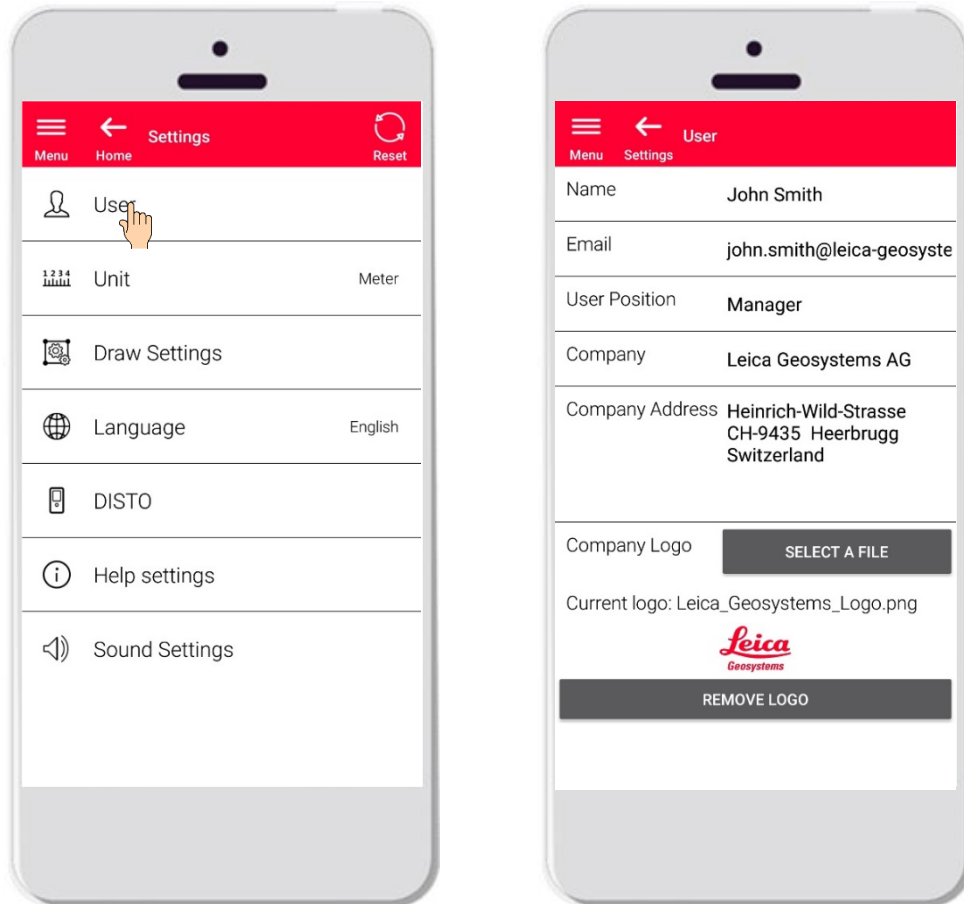 Settings
Menu Home Reset
User
1234
Unit Meter
Draw Settings
Language English
DISTO
Help settings
Sound Settings
User
Menu Settings
Name John Smith
Email john.smith@leica-geosyste
User Position Manager
Company Leica Geosystems AG
Company Address Heinrich-Wild-Strasse
CH-9435 Heerbrugg
Switzerland
Company Logo SELECT A FILE
Current logo: Leica_Geosystems_Logo.png
Leica
Geosystems
REMOVE LOGO